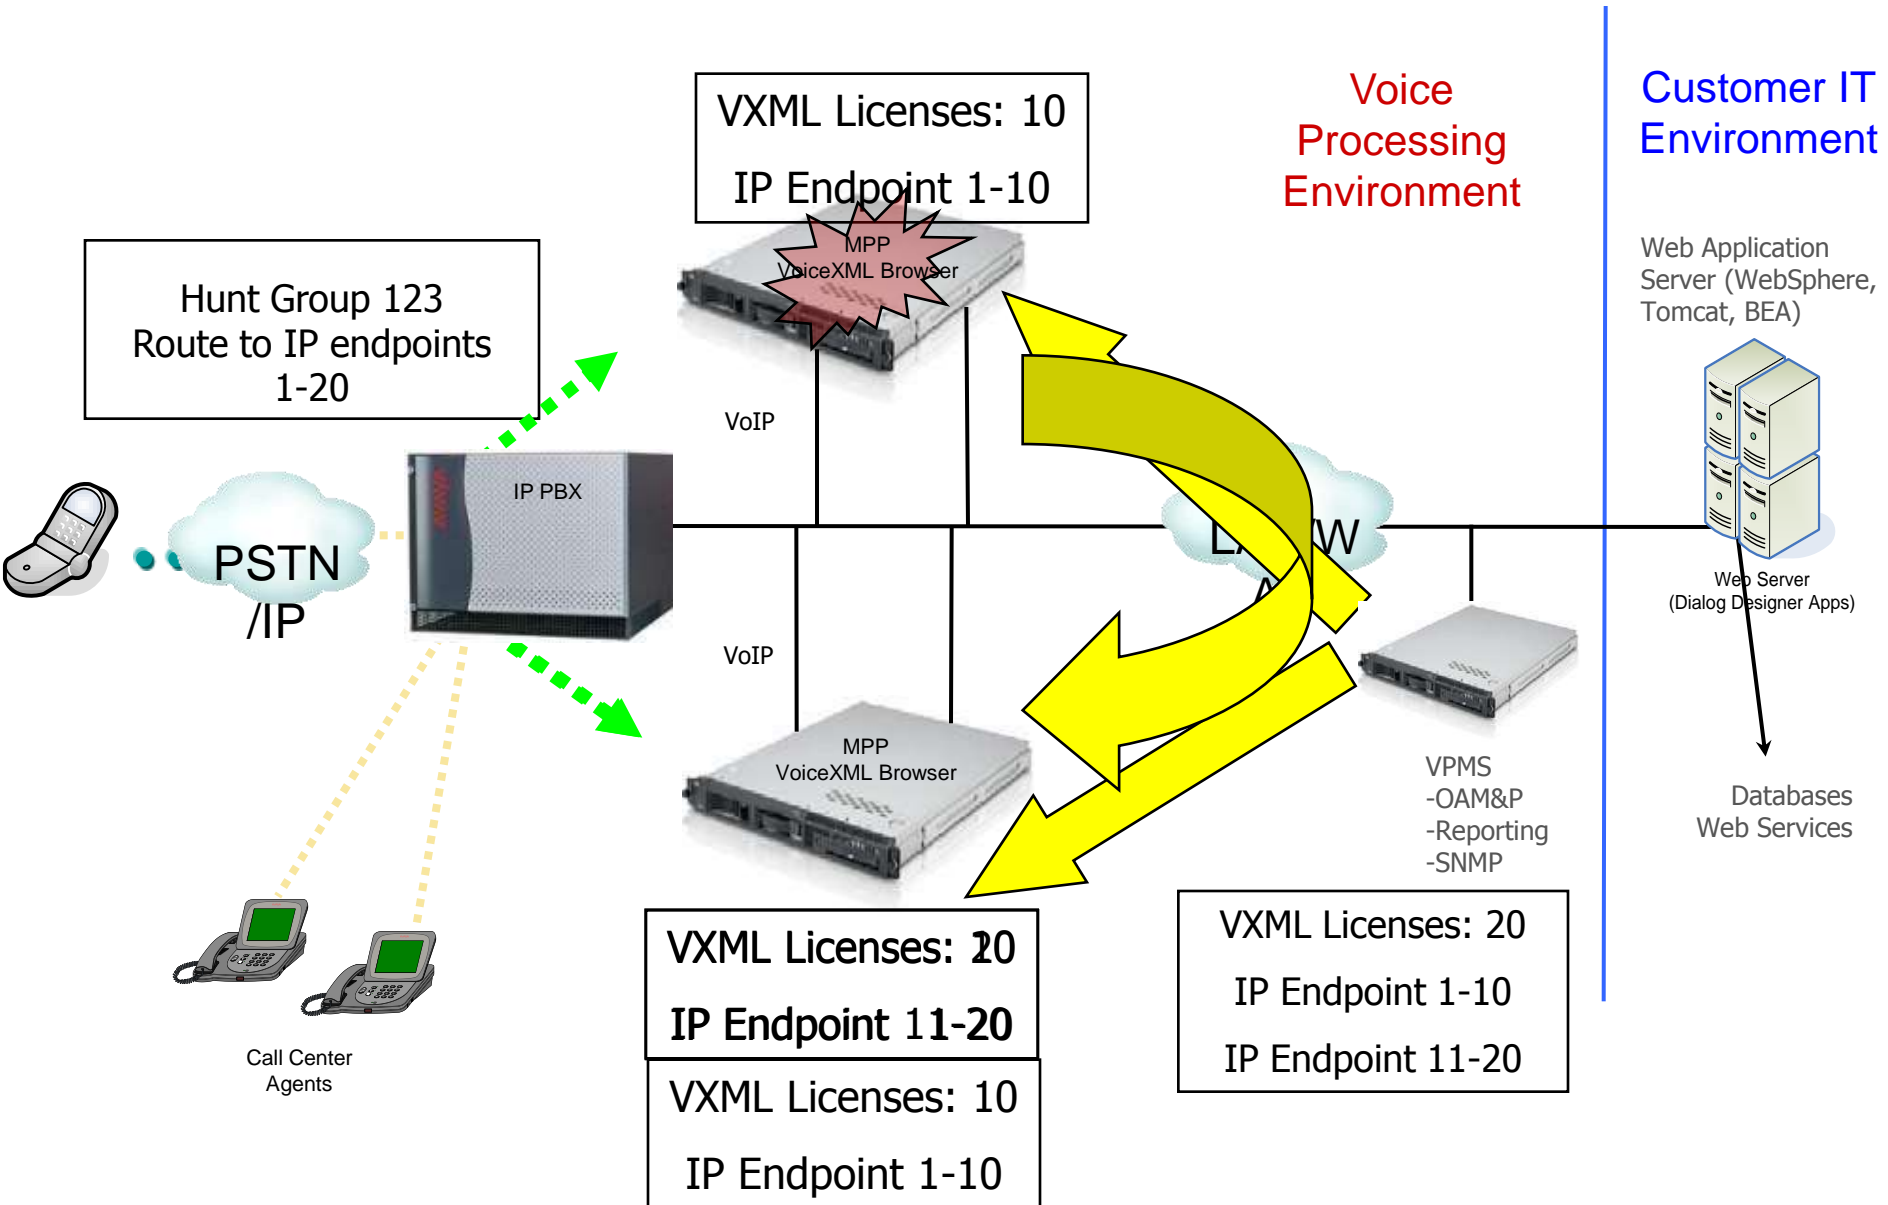 VXML Licenses: 10
IP Endpoint 1-10
Voice
Processing
Environment
Customer IT
Environment
Hunt Group 123
Route to IP endpoints
1-20
MPP
VoiceXML Browser
Web Application
Server (WebSphere,
Tomcat, BEA)
VoIP
IP PBX
PSTN
/IP
Web Server
(Dialog Designer Apps)
VoIP
MPP
VoiceXML Browser
VPMS
-OAM&P
-Reporting
-SNMP
Databases
Web Services
VXML Licenses: 20
IP Endpoint 11-20
VXML Licenses: 10
IP Endpoint 1-10
VXML Licenses: 20
IP Endpoint 1-10
IP Endpoint 11-20
Call Center
Agents